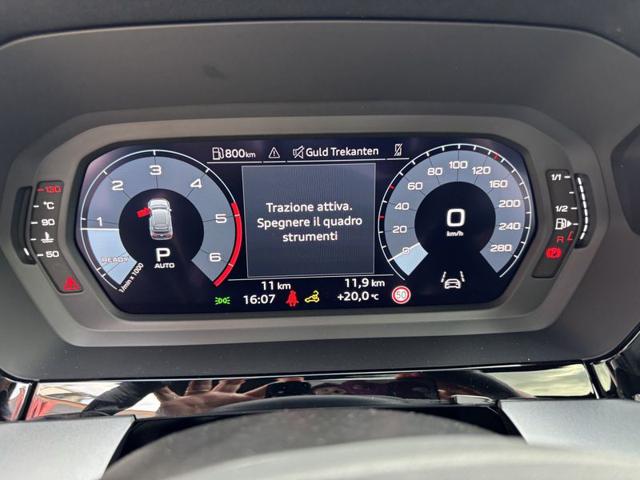 800km Guld Trekanten
Trazione attiva.
Spegnere il quadro
strumenti
1 2 3 4 5 6
READY
1/min x 1000
P
AUTO
130
°C
90
50
0 20 40 60 80 120 160 200 240 280
0
km/h
1/1
1/2
R
11 km 11,9 km
16:07 +20,0°C 50